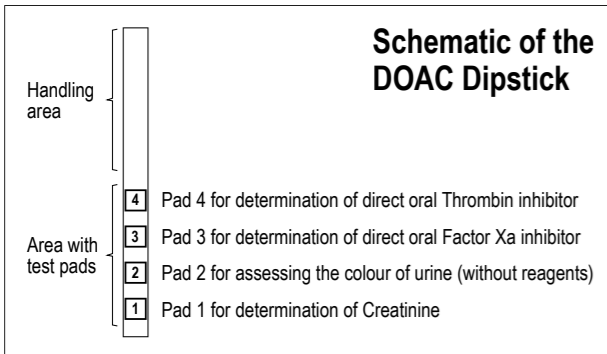 Schematic of the
DOAC Dipstick
Handling
area
Area with
test pads
4 Pad 4 for determination of direct oral Thrombin inhibitor
3 Pad 3 for determination of direct oral Factor Xa inhibitor
2 Pad 2 for assessing the colour of urine (without reagents)
1 Pad 1 for determination of Creatinine